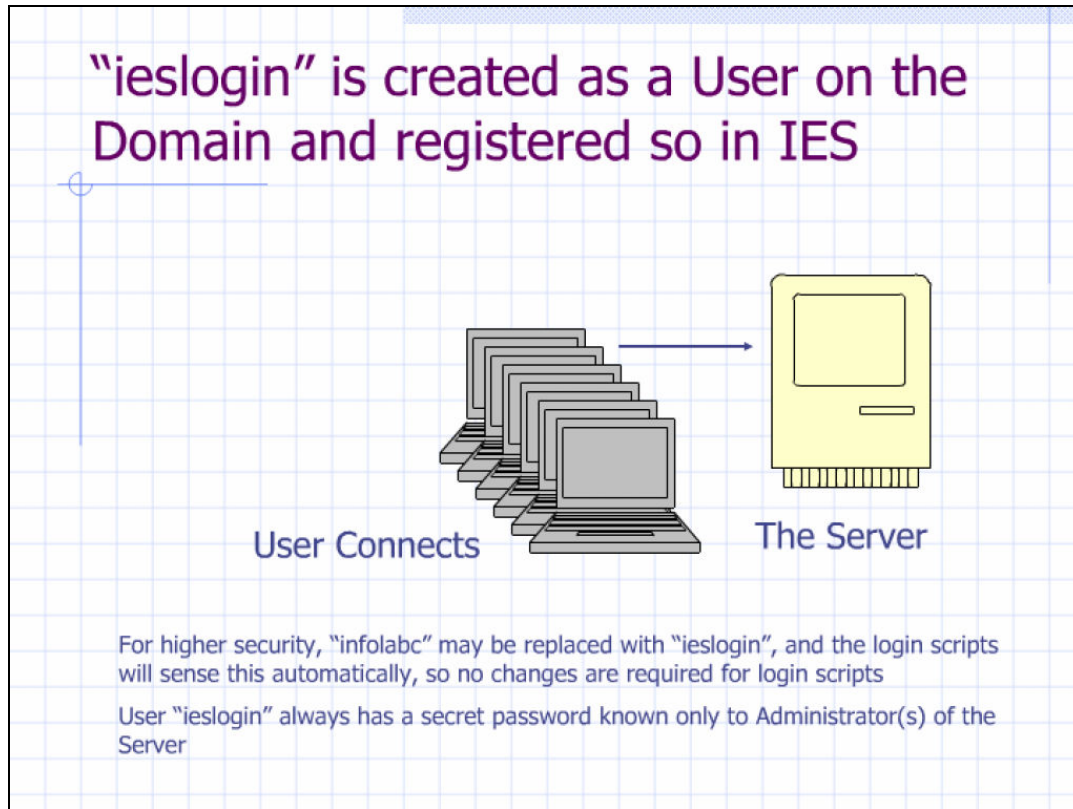 “ieslogin” is created as a User on the
Domain and registered so in IES
User Connects
The Server
For higher security, “infolabc” may be replaced with “ieslogin”, and the login scripts
will sense this automatically, so no changes are required for login scripts
User “ieslogin” always has a secret password known only to Administrator(s) of the
Server